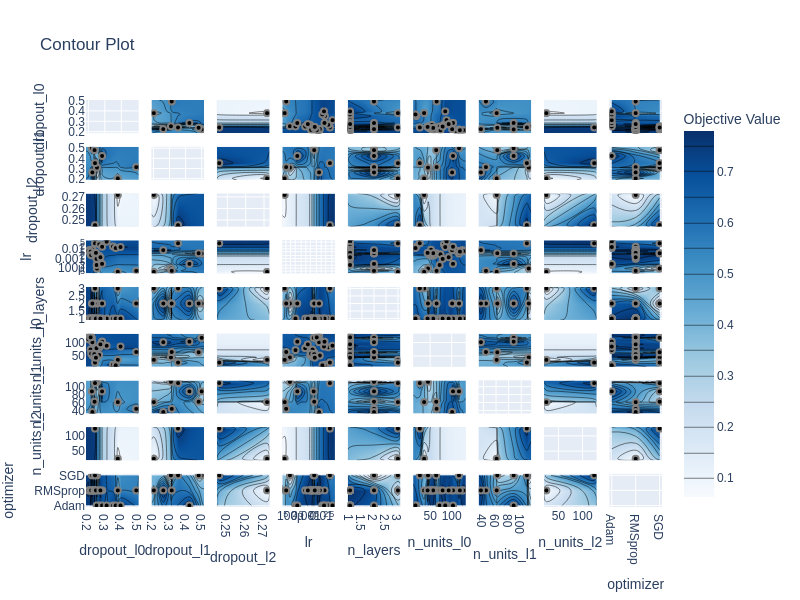 Contour Plot
Objective Value
0.7
0.6
0.5
0.4
0.3
0.2
0.1
dropout_l0
0.5
0.4
0.3
0.2
dropout_l1
0.5
0.4
0.3
0.2
dropout_l2
0.27
0.26
0.25
lr
0.01
0.001
n_layers
3
2.5
2
1.5
1
n_units_l0
100
50
n_units_l1
100
80
60
40
n_units_l2
100
50
optimizer
SGD
RMSprop
Adam
0.2 0.3 0.4 0.5
dropout_l0
0.2 0.3 0.4 0.5
dropout_l1
0.25 0.26 0.27
dropout_l2
lr
1 1.5 2 2.5 3
n_layers
50 100
n_units_l0
40 60 80 100
n_units_l1
50 100
n_units_l2
Adam RMSprop SGD
optimizer